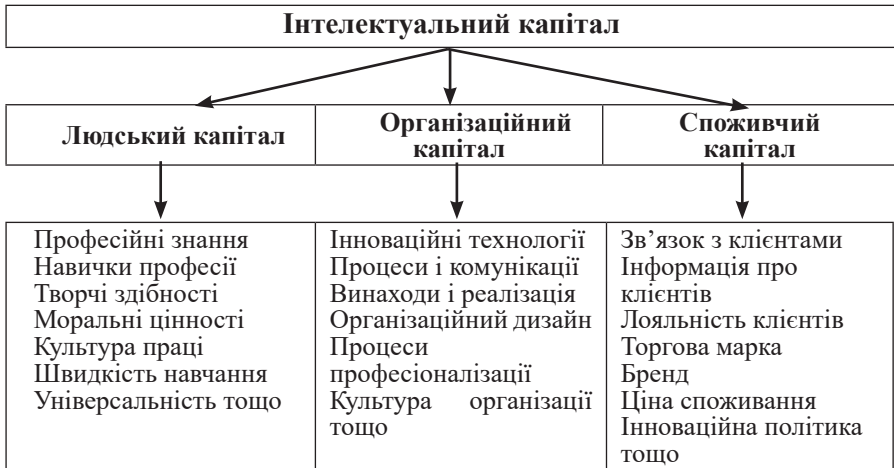 Інтелектуальний капітал
Людський капітал
Організаційний
капітал
Споживчий
капітал
Професійні знання
Навички професії
Творчі здібності
Моральні цінності
Культура праці
Швидкість навчання
Універсальність тощо
Інноваційні технології
Процеси і комунікації
Винаходи і реалізація
Організаційний дизайн
Процеси
професіоналізації
Культура організації
тощо
Зв’язок з клієнтами
Інформація про
клієнтів
Лояльність клієнтів
Торгова марка
Бренд
Ціна споживання
Інноваційна політика
тощо